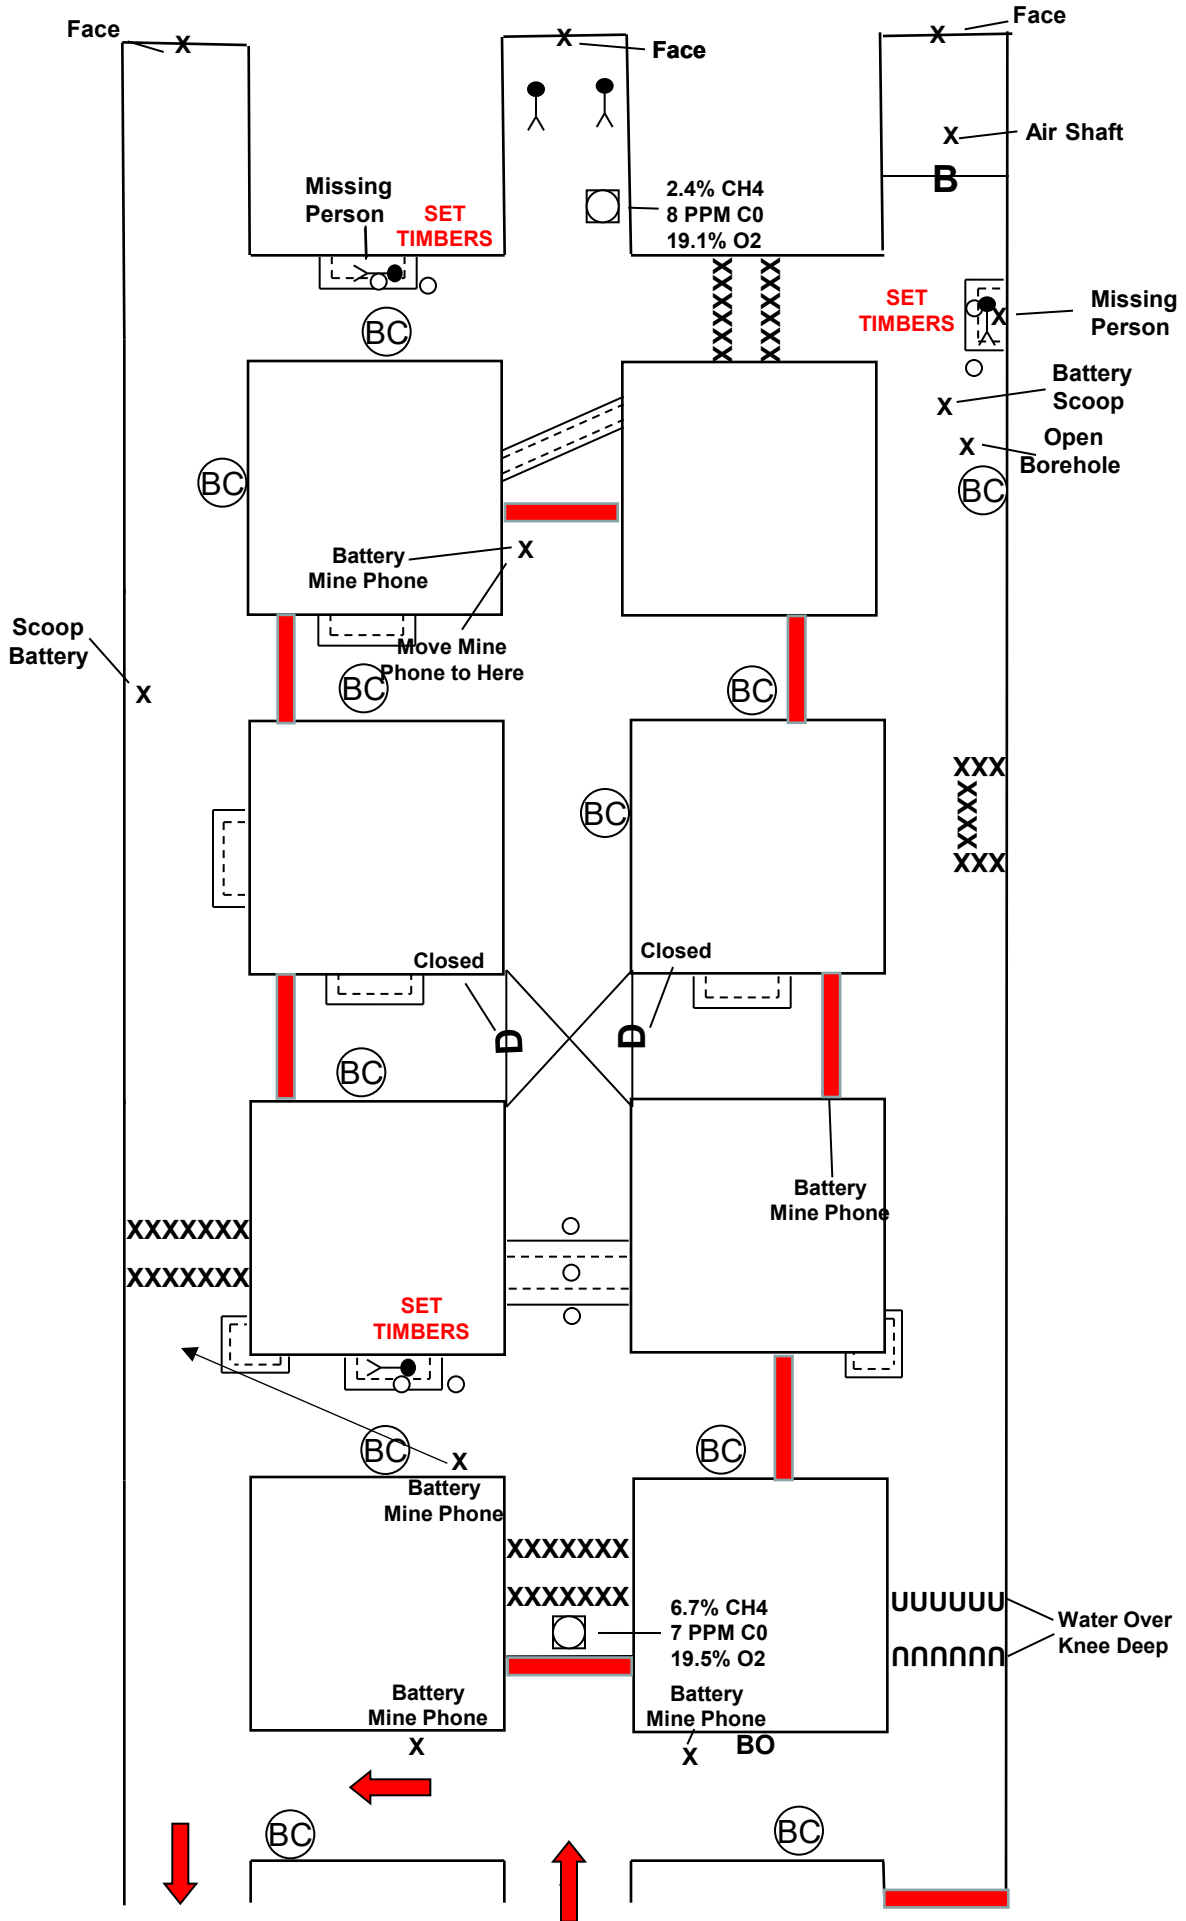 Face
X
X
Face
X
Face
X
Air Shaft
B
Missing
Person
SET
TIMBERS
2.4% CH4
8 PPM C0
19.1% O2
BC
XXXXXX
XXXXXX
SET
TIMBERS
X
Missing
Person
X
Battery
Scoop
X
Open
Borehole
BC
BC
Battery
Mine Phone
X
Move Mine
Phone to Here
Scoop
Battery
X
BC
BC
BC
XXX
XXXX
XXX
Closed
D
Closed
D
BC
Battery
Mine Phone
XXXXXXX
XXXXXXX
SET
TIMBERS
BC
X
Battery
Mine Phone
BC
XXXXXXX
XXXXXXX
6.7% CH4
7 PPM C0
19.5% O2
UUUUUU
UUUUUU
Water Over
Knee Deep
Battery
Mine Phone
X
Battery
Mine Phone
X
BO
BC
BC